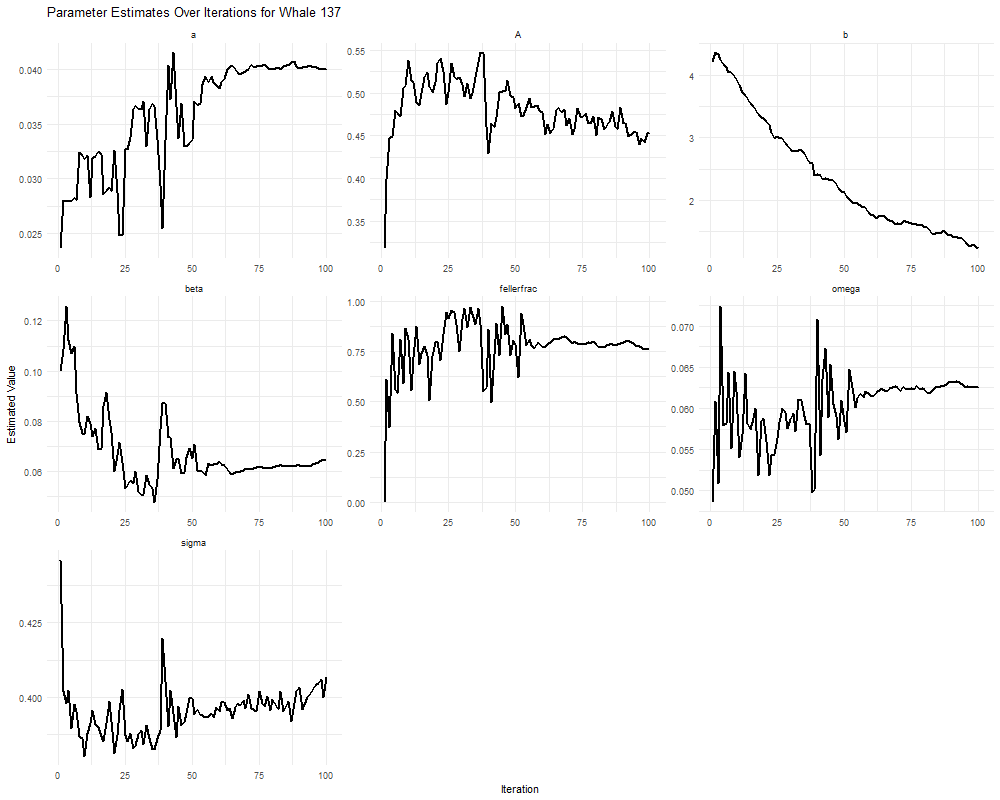 Parameter Estimates Over Iterations for Whale 137
a
A
b
0.040
0.035
0.030
0.025
0 25 50 75 100
0.55
0.50
0.45
0.40
0.35
0 25 50 75 100
4
3
2
0 25 50 75 100
beta
fellerfrac
omega
0.12
0.10
0.08
0.06
0 25 50 75 100
1.00
0.75
0.50
0.25
0.00
0 25 50 75 100
0.070
0.065
0.060
0.055
0.050
0 25 50 75 100
sigma
0.425
0.400
0 25 50 75 100
Estimated Value
Iteration